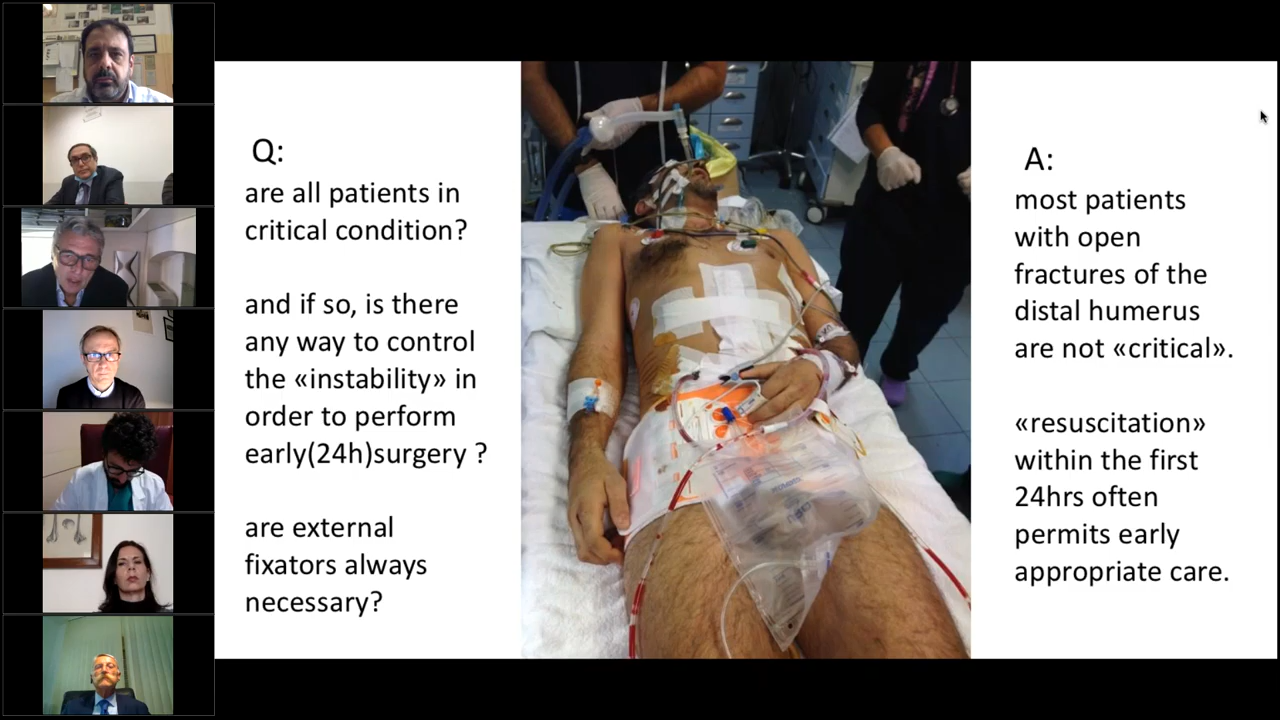 Q:
are all patients in
critical condition?
and if so, is there
any way to control
the «instability» in
order to perform
early(24h)surgery ?
are external
fixators always
necessary?
A:
most patients
with open
fractures of the
distal humerus
are not «critical».
«resuscitation»
within the first
24hrs often
permits early
appropriate care.